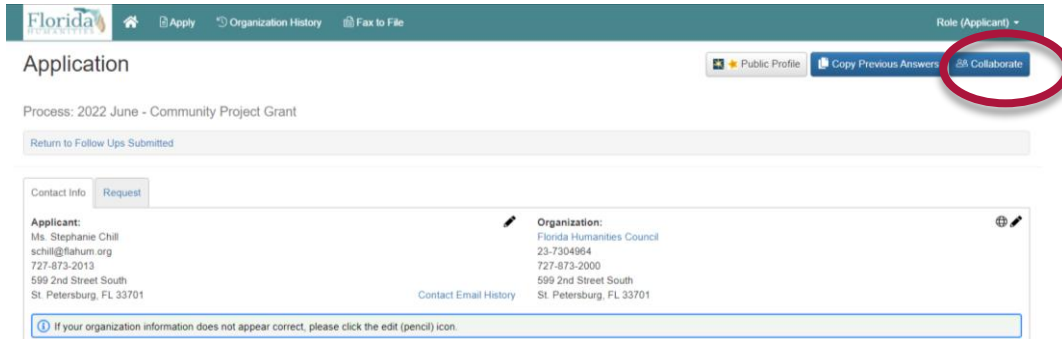 Florida
HUMANITIES
Apply
Organization History
Fax to File
Role (Applicant)
Application
Public Profile
Copy Previous Answers
Collaborate
Process: 2022 June - Community Project Grant
Return to Follow Ups Submitted
Contact Info
Request
Applicant:
Ms. Stephanie Chill
schill@flahum.org
727-873-2013
599 2nd Street South
St. Petersburg, FL 33701
Contact Email History
Organization:
Florida Humanities Council
23-7304964
727-873-2000
599 2nd Street South
St. Petersburg, FL 33701
If your organization information does not appear correct, please click the edit (pencil) icon.